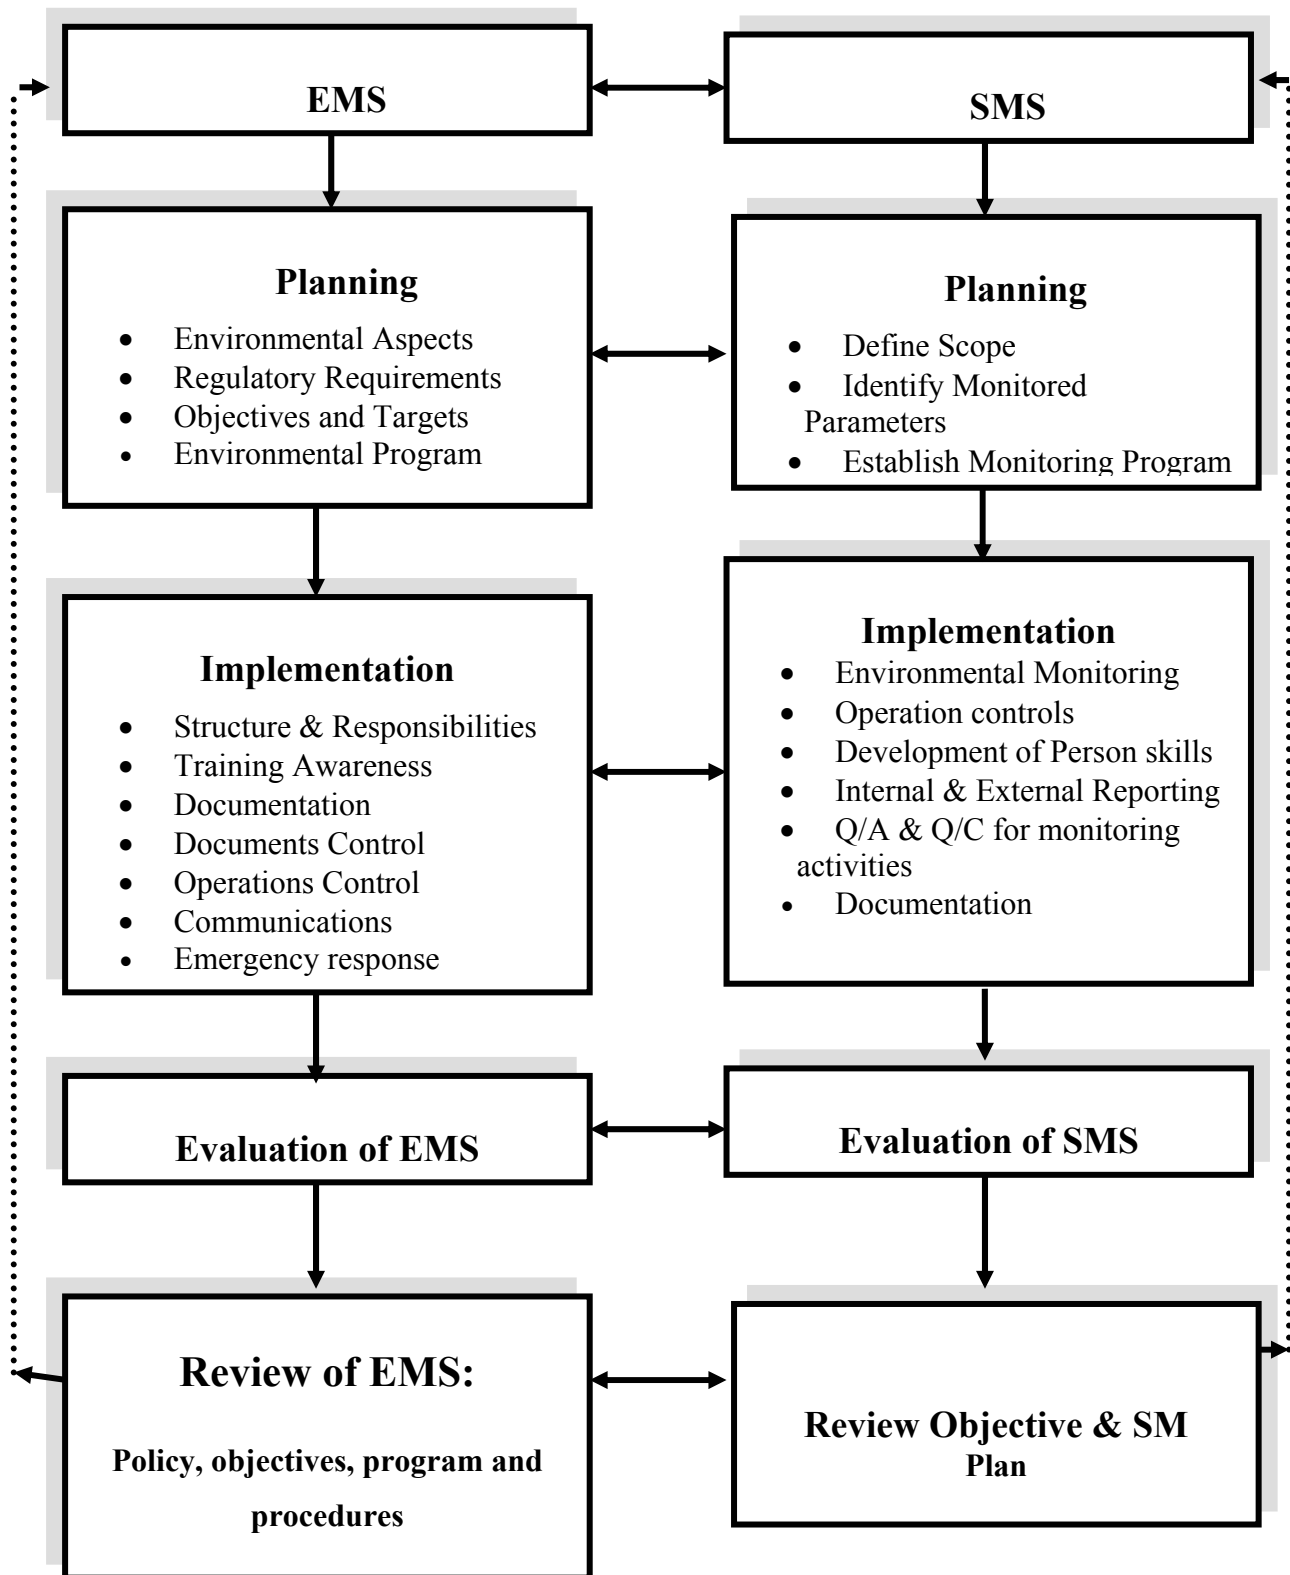 EMS
SMS
Planning
• Environmental Aspects
• Regulatory Requirements
• Objectives and Targets
• Environmental Program
Planning
• Define Scope
• Identify Monitored
Parameters
• Establish Monitoring Program
Implementation
• Structure & Responsibilities
• Training Awareness
• Documentation
• Documents Control
• Operations Control
• Communications
• Emergency response
Implementation
• Environmental Monitoring
• Operation controls
• Development of Person skills
• Internal & External Reporting
• Q/A & Q/C for monitoring
activities
• Documentation
Evaluation of EMS
Evaluation of SMS
Review of EMS:
Policy, objectives, program and
procedures
Review Objective & SM
Plan